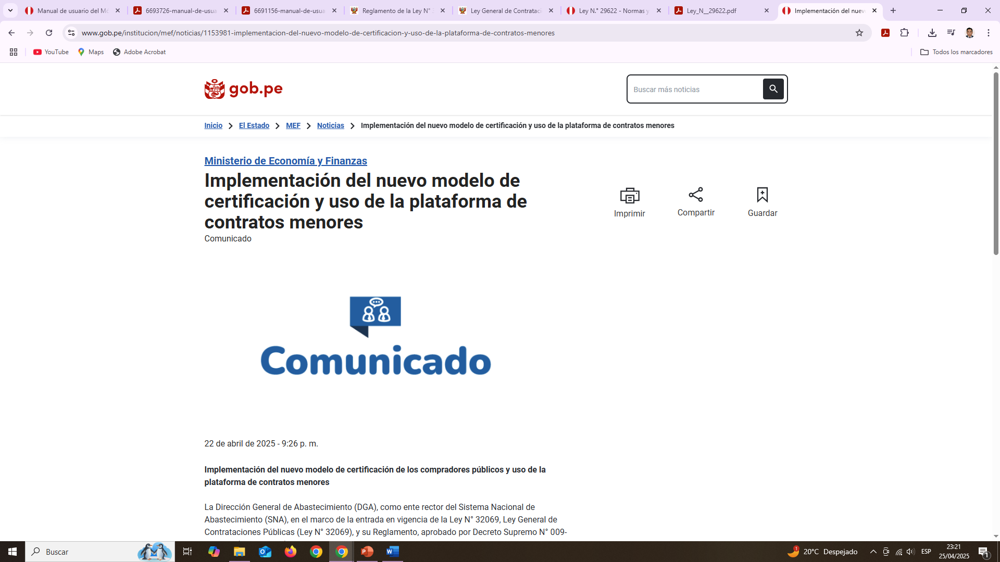 Manual de usuario del Mó
6693726-manual-de-usua
6691156-manual-de-usua
Reglamento de la Ley N° 3
Ley General de Contrataci
Ley N.° 29622 - Normas y
Ley_N__29622.pdf
Implementación del nuev
www.gob.pe/institucion/mef/noticias/1153981-implementacion-del-nuevo-modelo-de-certificacion-y-uso-de-la-plataforma-de-contratos-menores
YouTube
Maps
Adobe Acrobat
Todos los marcadores
gob.pe
Buscar más noticias
Inicio > El Estado > MEF > Noticias > Implementación del nuevo modelo de certificación y uso de la plataforma de contratos menores
Ministerio de Economía y Finanzas
Implementación del nuevo modelo de
certificación y uso de la plataforma de
contratos menores
Imprimir
Compartir
Guardar
Comunicado
Comunicado
22 de abril de 2025 - 9:26 p. m.
Implementación del nuevo modelo de certificación de los compradores públicos y uso de la
plataforma de contratos menores
La Dirección General de Abastecimiento (DGA), como ente rector del Sistema Nacional de
Abastecimiento (SNA), en el marco de la entrada en vigencia de la Ley N° 32069, Ley General de
Contrataciones Públicas (Ley N° 32069), y su Reglamento, aprobado por Decreto Supremo N° 009-
Buscar
1
20°C Despejado
ESP
23:21
25/04/2025
1